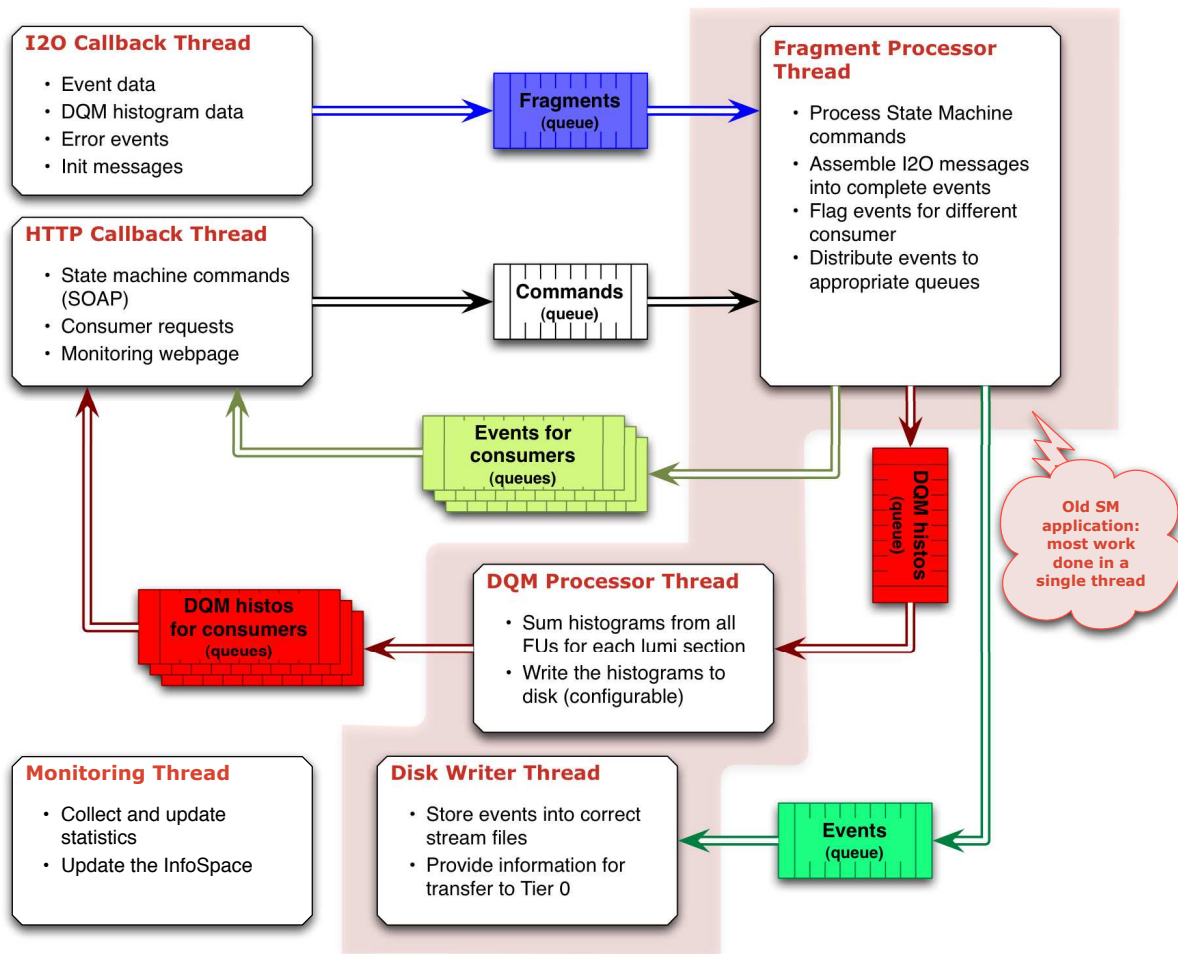 I2O Callback Thread
• Event data
• DQM histogram data
• Error events
• Init messages
Fragments
(queue)
Fragment Processor
Thread
• Process State Machine
commands
• Assemble I2O messages
into complete events
• Flag events for different
consumer
• Distribute events to
appropriate queues
HTTP Callback Thread
• State machine commands
(SOAP)
• Consumer requests
• Monitoring webpage
Commands
(queue)
Events for
consumers
(queues)
DQM histos
(queue)
Old SM
application:
most work
done in a
single thread
DQM Processor Thread
• Sum histograms from all
FUs for each lumi section
• Write the histograms to
disk (configurable)
DQM histos
for consumers
(queues)
Monitoring Thread
• Collect and update
statistics
• Update the InfoSpace
Disk Writer Thread
• Store events into correct
stream files
• Provide information for
transfer to Tier 0
Events
(queue)